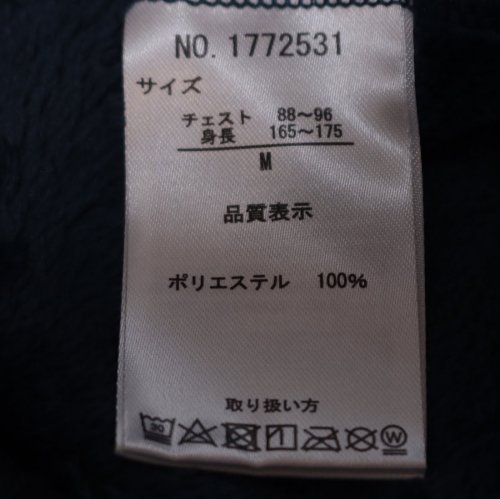 NO. 1772531
サイズ
チェスト 88～96
身長 165～175
M
品質表示
ポリエステル 100%
取り扱い方
30
W